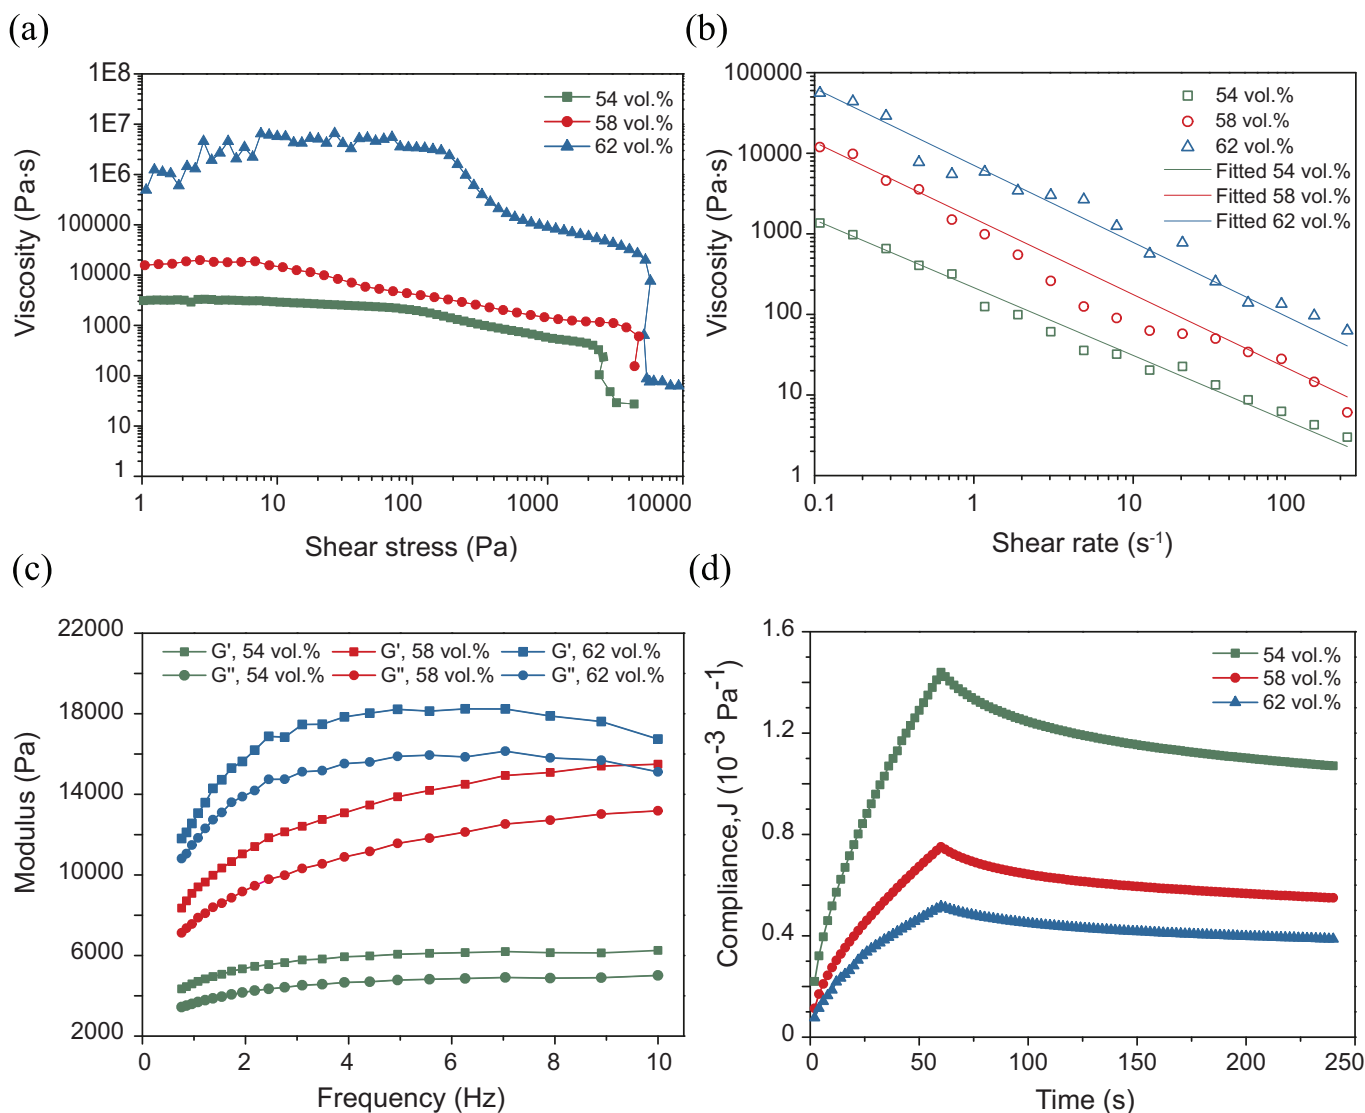 (a)
1E8
1E7
1E6
100000
10000
1000
100
10
1
Viscosity (Pa·s)
54 vol.%
58 vol.%
62 vol.%
1 10 100 1000 10000
Shear stress (Pa)
(b)
100000
10000
1000
100
10
1
Viscosity (Pa·s)
54 vol.%
58 vol.%
62 vol.%
Fitted 54 vol.%
Fitted 58 vol.%
Fitted 62 vol.%
0.1 1 10 100
Shear rate (s⁻¹)
(c)
22000
18000
14000
10000
6000
2000
Modulus (Pa)
G', 54 vol.% G', 58 vol.% G', 62 vol.%
G'', 54 vol.% G'', 58 vol.% G'', 62 vol.%
0 2 4 6 8 10
Frequency (Hz)
(d)
1.6
1.2
0.8
0.4
0
Compliance,J (10⁻³ Pa⁻¹)
54 vol.%
58 vol.%
62 vol.%
0 50 100 150 200 250
Time (s)